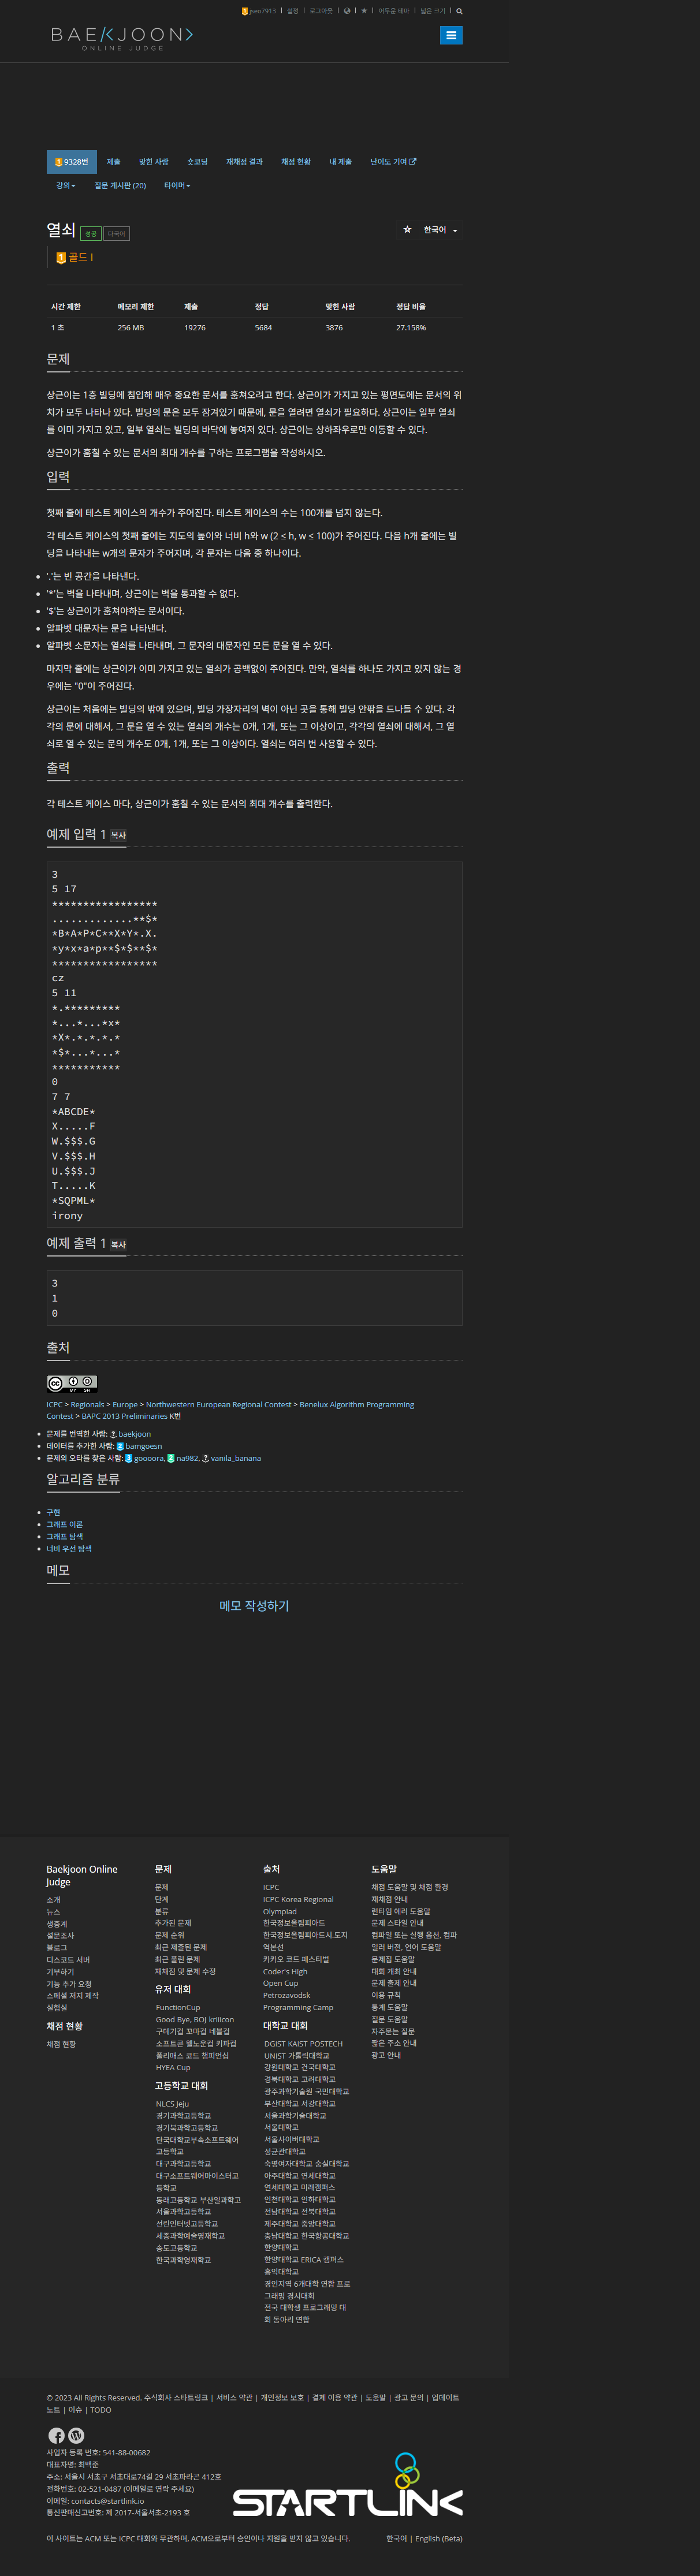 jseo7913 | 설정 | 로그아웃 | | | 어두운 테마 | 넓은 크기 |
BAEKJOON
ONLINE JUDGE
9328번 제출 맞힌 사람 숏코딩 재채점 결과 채점 현황 내 제출 난이도 기여
강의 질문 게시판 (20) 타이머
열쇠 성공 다국어 한국어
골드 I
시간 제한 메모리 제한 제출 정답 맞힌 사람 정답 비율
1 초 256 MB 19276 5684 3876 27.158%
문제
상근이는 1층 빌딩에 침입해 매우 중요한 문서를 훔쳐오려고 한다. 상근이가 가지고 있는 평면도에는 문서의 위
치가 모두 나타나 있다. 빌딩의 문은 모두 잠겨있기 때문에, 문을 열려면 열쇠가 필요하다. 상근이는 일부 열쇠
를 이미 가지고 있고, 일부 열쇠는 빌딩의 바닥에 놓여져 있다. 상근이는 상하좌우로만 이동할 수 있다.
상근이가 훔칠 수 있는 문서의 최대 개수를 구하는 프로그램을 작성하시오.
입력
첫째 줄에 테스트 케이스의 개수가 주어진다. 테스트 케이스의 수는 100개를 넘지 않는다.
각 테스트 케이스의 첫째 줄에는 지도의 높이와 너비 h와 w (2 ≤ h, w ≤ 100)가 주어진다. 다음 h개 줄에는 빌
딩을 나타내는 w개의 문자가 주어지며, 각 문자는 다음 중 하나이다.
'.'는 빈 공간을 나타낸다.
'*'는 벽을 나타내며, 상근이는 벽을 통과할 수 없다.
'$'는 상근이가 훔쳐야하는 문서이다.
알파벳 대문자는 문을 나타낸다.
알파벳 소문자는 열쇠를 나타내며, 그 문자의 대문자인 모든 문을 열 수 있다.
마지막 줄에는 상근이가 이미 가지고 있는 열쇠가 공백없이 주어진다. 만약, 열쇠를 하나도 가지고 있지 않는 경
우에는 "0"이 주어진다.
상근이는 처음에는 빌딩의 밖에 있으며, 빌딩 가장자리의 벽이 아닌 곳을 통해 빌딩 안팎을 드나들 수 있다. 각
각의 문에 대해서, 그 문을 열 수 있는 열쇠의 개수는 0개, 1개, 또는 그 이상이고, 각각의 열쇠에 대해서, 그 열
쇠로 열 수 있는 문의 개수도 0개, 1개, 또는 그 이상이다. 열쇠는 여러 번 사용할 수 있다.
출력
각 테스트 케이스 마다, 상근이가 훔칠 수 있는 문서의 최대 개수를 출력한다.
예제 입력 1 복사
3
5 17
*****************
.............**$*
*B*A*P*C**X*Y*.X.
*y*x*a*p**$*$**$*
*****************
cz
5 11
*.*********
*...*...*x*
*X*.*.*.*.*
*$*...*...*
***********
0
7 7
*ABCDE*
X.....F
W.$$$.G
V.$$$.H
U.$$$.J
T.....K
*SQPML*
irony
예제 출력 1 복사
3
1
0
출처
cc BY SA
ICPC > Regionals > Europe > Northwestern European Regional Contest > Benelux Algorithm Programming
Contest > BAPC 2013 Preliminaries K번
문제를 번역한 사람: baekjoon
데이터를 추가한 사람: bamgoesn
문제의 오타를 찾은 사람: goooora, na982, vanila_banana
알고리즘 분류
구현
그래프 이론
그래프 탐색
너비 우선 탐색
메모
메모 작성하기
Baekjoon Online
Judge
소개
뉴스
생중계
설문조사
블로그
디스코드 서버
기부하기
기능 추가 요청
스페셜 저지 제작
실험실
채점 현황
채점 현황
문제
문제
단계
분류
추가된 문제
문제 순위
최근 제출된 문제
최근 풀린 문제
재채점 및 문제 수정
유저 대회
FunctionCup
Good Bye, BOJ kriiicon
구데기컵 꼬마컵 네블컵
소프트콘 웰노운컵 키파컵
폴리매스 코드 챔피언십
HYEA Cup
고등학교 대회
NLCS Jeju
경기과학고등학교
경기북과학고등학교
단국대학교부속소프트웨어
고등학교
대구과학고등학교
대구소프트웨어마이스터고
등학교
동래고등학교 부산일과학고
서울과학고등학교
선린인터넷고등학교
세종과학예술영재학교
송도고등학교
한국과학영재학교
출처
ICPC
ICPC Korea Regional
Olympiad
한국정보올림피아드
한국정보올림피아드시.도지
역본선
카카오 코드 페스티벌
Coder's High
Open Cup
Petrozavodsk
Programming Camp
대학교 대회
DGIST KAIST POSTECH
UNIST 가톨릭대학교
강원대학교 건국대학교
경북대학교 고려대학교
광주과학기술원 국민대학교
부산대학교 서강대학교
서울과학기술대학교
서울대학교
서울사이버대학교
성균관대학교
숙명여자대학교 숭실대학교
아주대학교 연세대학교
연세대학교 미래캠퍼스
인천대학교 인하대학교
전남대학교 전북대학교
제주대학교 중앙대학교
충남대학교 한국항공대학교
한양대학교
한양대학교 ERICA 캠퍼스
홍익대학교
경인지역 6개대학 연합 프로
그래밍 경시대회
전국 대학생 프로그래밍 대
회 동아리 연합
도움말
채점 도움말 및 채점 환경
재채점 안내
런타임 에러 도움말
문제 스타일 안내
컴파일 또는 실행 옵션, 컴파
일러 버전, 언어 도움말
문제집 도움말
대회 개최 안내
문제 출제 안내
이용 규칙
통계 도움말
질문 도움말
자주묻는 질문
짧은 주소 안내
광고 안내
© 2023 All Rights Reserved. 주식회사 스타트링크 | 서비스 약관 | 개인정보 보호 | 결제 이용 약관 | 도움말 | 광고 문의 | 업데이트
노트 | 이슈 | TODO
사업자 등록 번호: 541-88-00682
대표자명: 최백준
주소: 서울시 서초구 서초대로74길 29 서초파라곤 412호
전화번호: 02-521-0487 (이메일로 연락 주세요)
이메일: contacts@startlink.io
통신판매신고번호: 제 2017-서울서초-2193 호
STARTLINK
이 사이트는 ACM 또는 ICPC 대회와 무관하며, ACM으로부터 승인이나 지원을 받지 않고 있습니다. 한국어 | English (Beta)